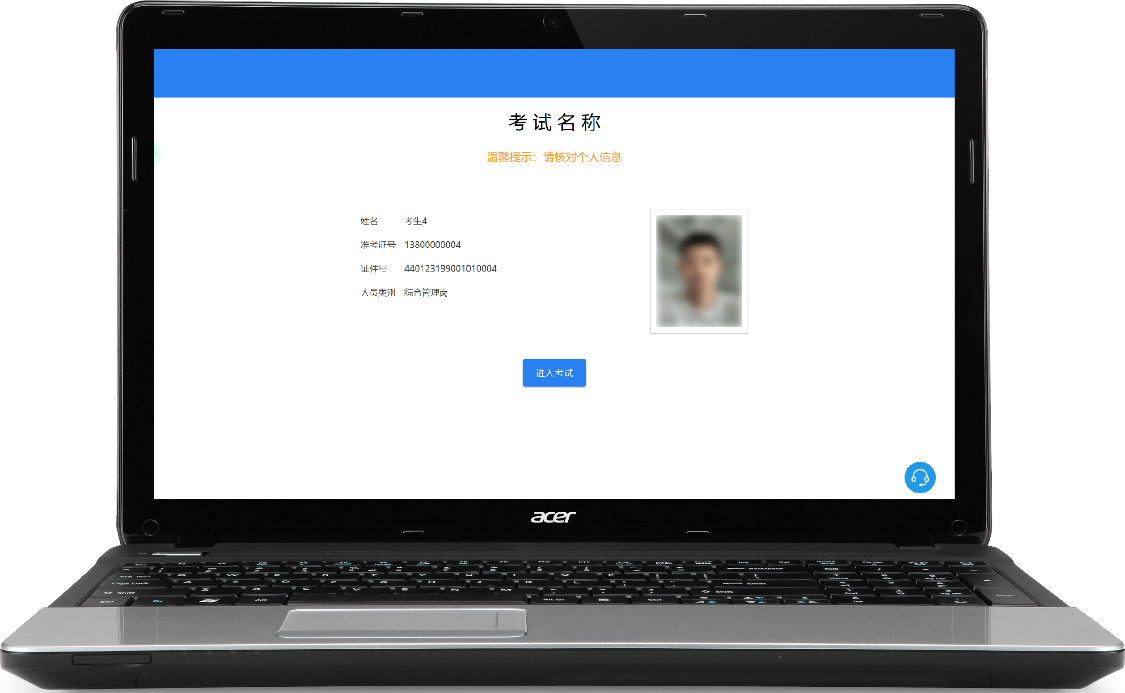 考试名称
温馨提示：请核对个人信息
姓名 考生4
准考证号 13800000004
证件号 440123199001010004
人员类别 综合管理岗
进入考试
acer